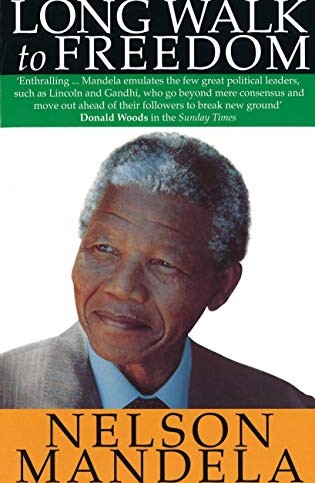 LONG WALK
to FREEDOM
'Enthralling ... Mandela emulates the few great political leaders,
such as Lincoln and Gandhi, who go beyond mere consensus and
move out ahead of their followers to break new ground'
Donald Woods in the Sunday Times
NELSON
MANDELA